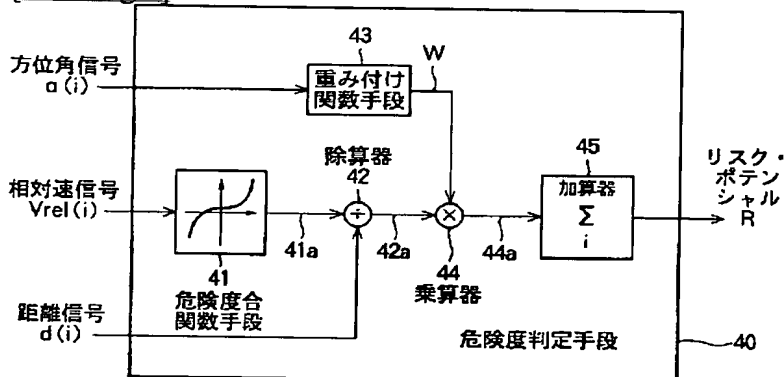 方位角信号
a(i)
43
重み付け
関数手段
W
相対速信号
Vrel(i)
41
危険度合
関数手段
41a
除算器
42
÷
42a
×
44
乗算器
44a
45
加算器
Σ
i
リスク・
ポテン
シャル
R
距離信号
d(i)
危険度判定手段
40